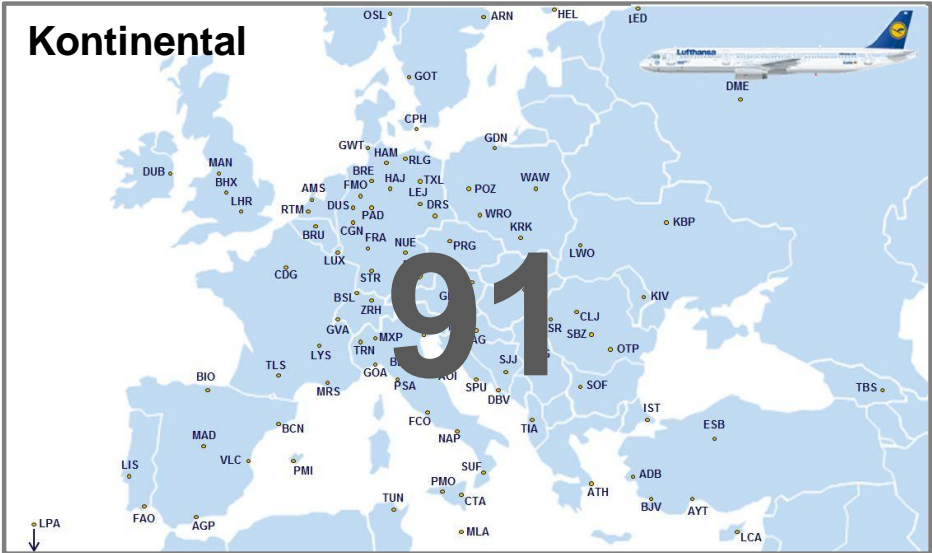 Kontinental
OSL
ARN
HEL
LED
Lufthansa
DME
GOT
CPH
GDN
GWT
HAM
RLG
MAN
DUB
BHX
BRE
TXL
AMS
FMO
HAJ
POZ
WAW
LEJ
LHR
RTM
DUS
PAD
DRS
WRO
KBP
BRU
CGN
KRK
FRA
NUE
PRG
LWO
LUX
CDG
STR
BSL
KIV
ZRH
CLJ
GVA
SBZ
MXP
LYS
TRN
OTP
91
SJJ
TLS
GOA
BIO
MRS
PSA
SPU
DBV
SOF
TBS
FCO
IST
BCN
TIA
ESB
NAP
MAD
VLC
LIS
PMI
SUF
PMO
ADB
CTA
ATH
TUN
BJV
AYT
FAO
AGP
LPA
MLA
LCA